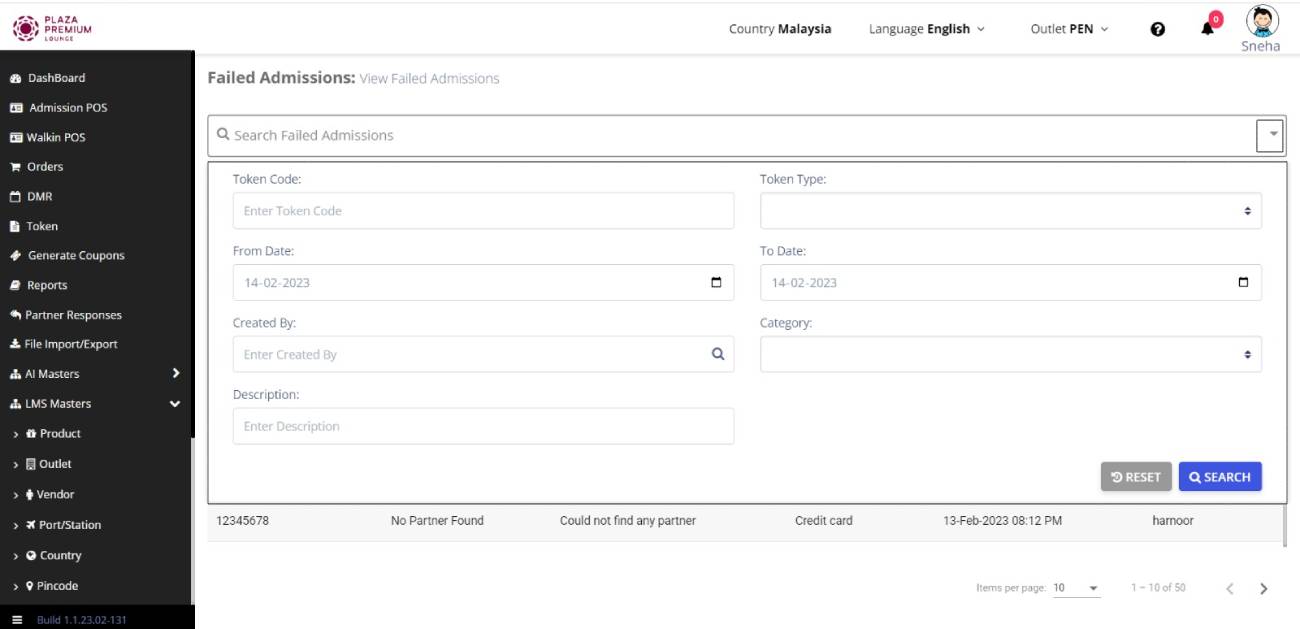 PLAZA
PREMIUM
LOUNGE
Country Malaysia
Language English
Outlet PEN
0
Sneha
DashBoard
Admission POS
Walkin POS
Orders
DMR
Token
Generate Coupons
Reports
Partner Responses
File Import/Export
AI Masters
LMS Masters
Product
Outlet
Vendor
Port/Station
Country
Pincode
Build 1.1.23.02-131
Failed Admissions: View Failed Admissions
Search Failed Admissions
Token Code:
Token Type:
Enter Token Code
From Date:
To Date:
14-02-2023
14-02-2023
Created By:
Category:
Enter Created By
Description:
Enter Description
RESET
SEARCH
12345678 No Partner Found Could not find any partner Credit card 13-Feb-2023 08:12 PM harnoor
Items per page: 10 1 – 10 of 50